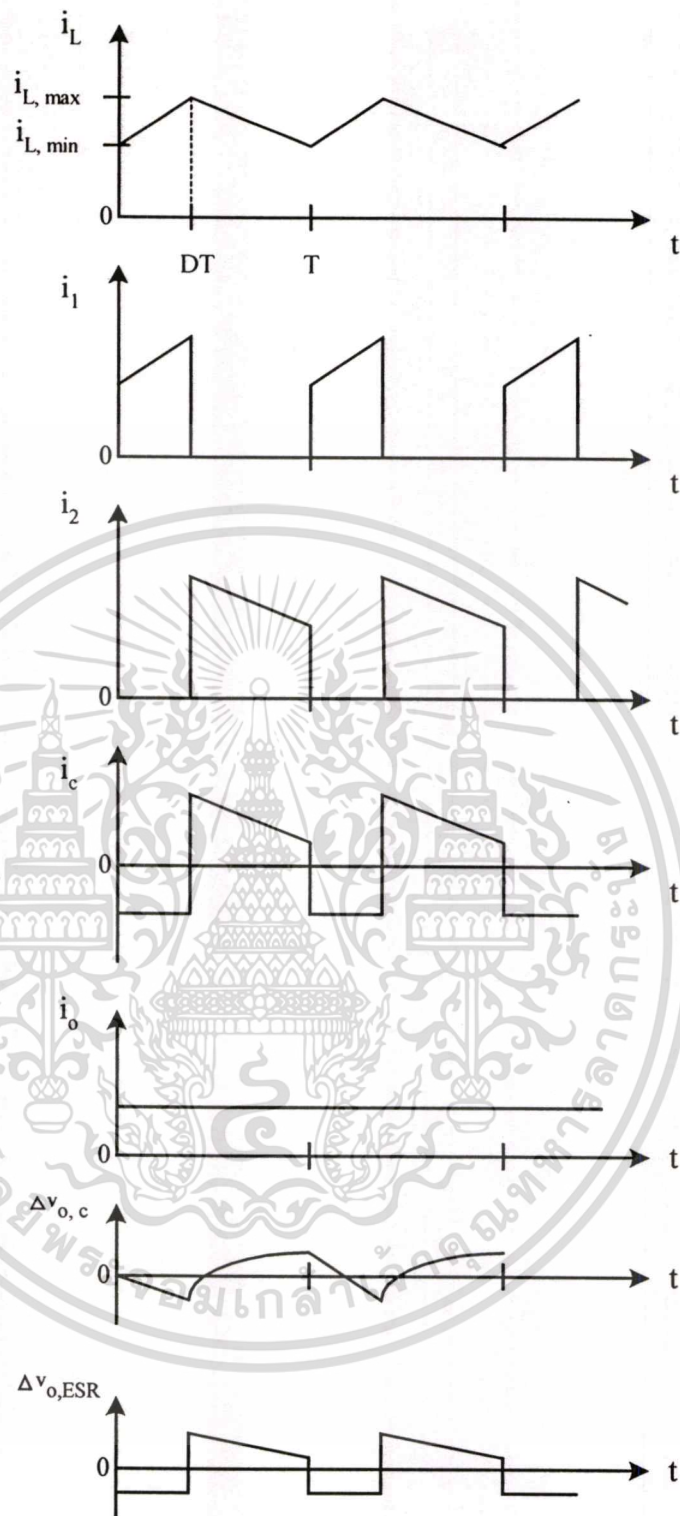 i_L
i_L, max
i_L, min
0
DT
T
t
i_1
0
t
i_2
0
t
i_c
0
t
i_o
0
t
Δv_o, c
0
t
Δv_o,ESR
0
t